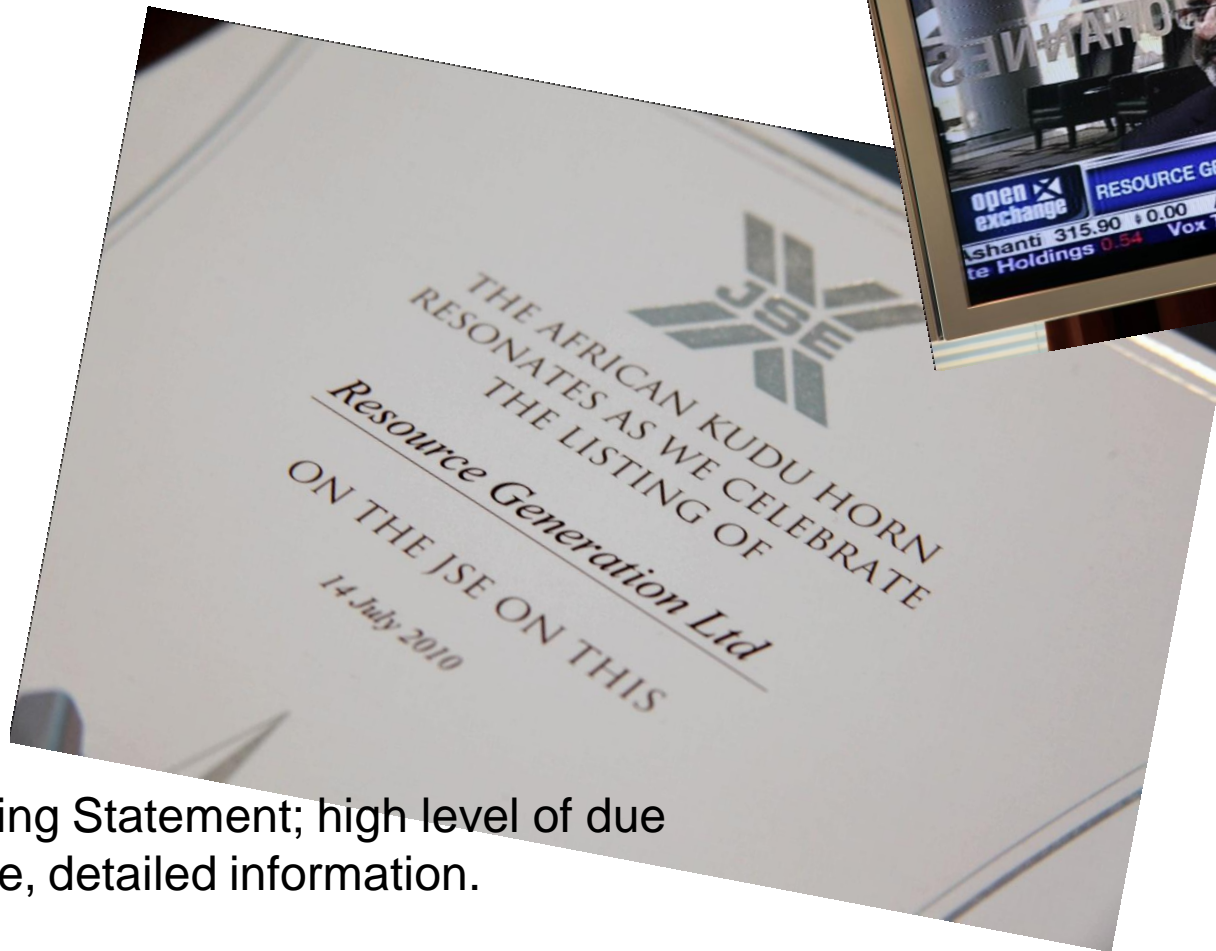 JSE
THE AFRICAN KUDU HORN
RESONATES AS WE CELEBRATE
THE LISTING OF
Resource Generation Ltd
ON THE JSE ON THIS
14 July 2010
open
exchange
RESOURCE
315.90 0.00
0.54 Vox
Holdings
Statement; high level of due
detailed information.